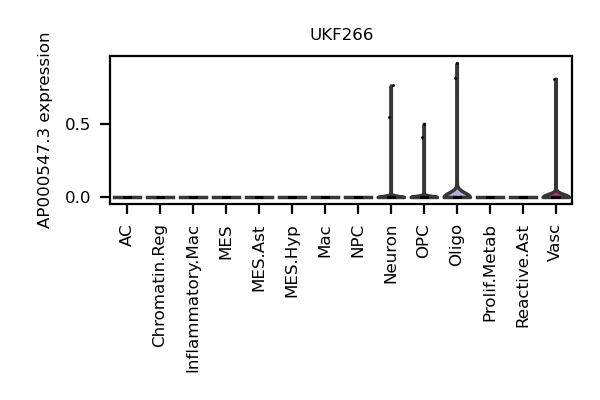 UKF266
AP000547.3 expression
0.5
0.0
AC
Chromatin.Reg
Inflammatory.Mac
MES
MES.Ast
MES.Hyp
Mac
NPC
Neuron
OPC
Oligo
Prolif.Metab
Reactive.Ast
Vasc